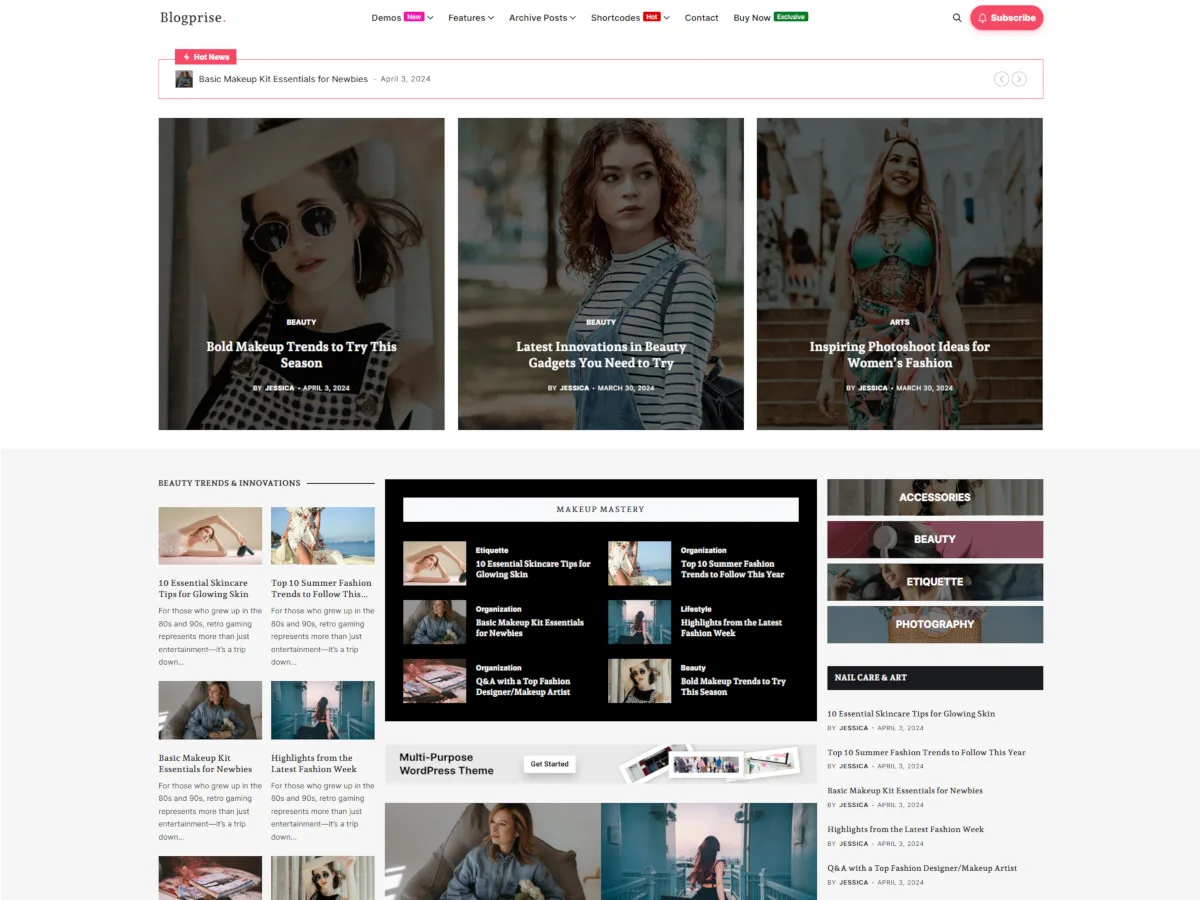 Blogprise.
Demos New
Features
Archive Posts
Shortcodes Hot
Contact
Buy Now Exclusive
Subscribe
Hot News
Basic Makeup Kit Essentials for Newbies - April 3, 2024
BEAUTY
Bold Makeup Trends to Try This
Season
BY JESSICA • APRIL 3, 2024
BEAUTY
Latest Innovations in Beauty
Gadgets You Need to Try
BY JESSICA • MARCH 30, 2024
ARTS
Inspiring Photoshoot Ideas for
Women's Fashion
BY JESSICA • MARCH 30, 2024
BEAUTY TRENDS & INNOVATIONS
10 Essential Skincare
Tips for Glowing Skin
For those who grew up in the
80s and 90s, retro gaming
represents more than just
entertainment—it's a trip
down...
Top 10 Summer Fashion
Trends to Follow This...
For those who grew up in the
80s and 90s, retro gaming
represents more than just
entertainment—it's a trip
down...
Basic Makeup Kit
Essentials for Newbies
For those who grew up in the
80s and 90s, retro gaming
represents more than just
entertainment—it's a trip
down...
Highlights from the
Latest Fashion Week
For those who grew up in the
80s and 90s, retro gaming
represents more than just
entertainment—it's a trip
down...
MAKEUP MASTERY
Etiquette
10 Essential Skincare Tips for
Glowing Skin
Organization
Top 10 Summer Fashion
Trends to Follow This Year
Organization
Basic Makeup Kit Essentials
for Newbies
Lifestyle
Highlights from the Latest
Fashion Week
Organization
Q&A with a Top Fashion
Designer/Makeup Artist
Beauty
Bold Makeup Trends to Try
This Season
Multi-Purpose
WordPress Theme
Get Started
ACCESSORIES
BEAUTY
ETIQUETTE
PHOTOGRAPHY
NAIL CARE & ART
10 Essential Skincare Tips for Glowing Skin
BY JESSICA • APRIL 3, 2024
Top 10 Summer Fashion Trends to Follow This Year
BY JESSICA • APRIL 3, 2024
Basic Makeup Kit Essentials for Newbies
BY JESSICA • APRIL 3, 2024
Highlights from the Latest Fashion Week
BY JESSICA • APRIL 3, 2024
Q&A with a Top Fashion Designer/Makeup Artist
BY JESSICA • APRIL 3, 2024